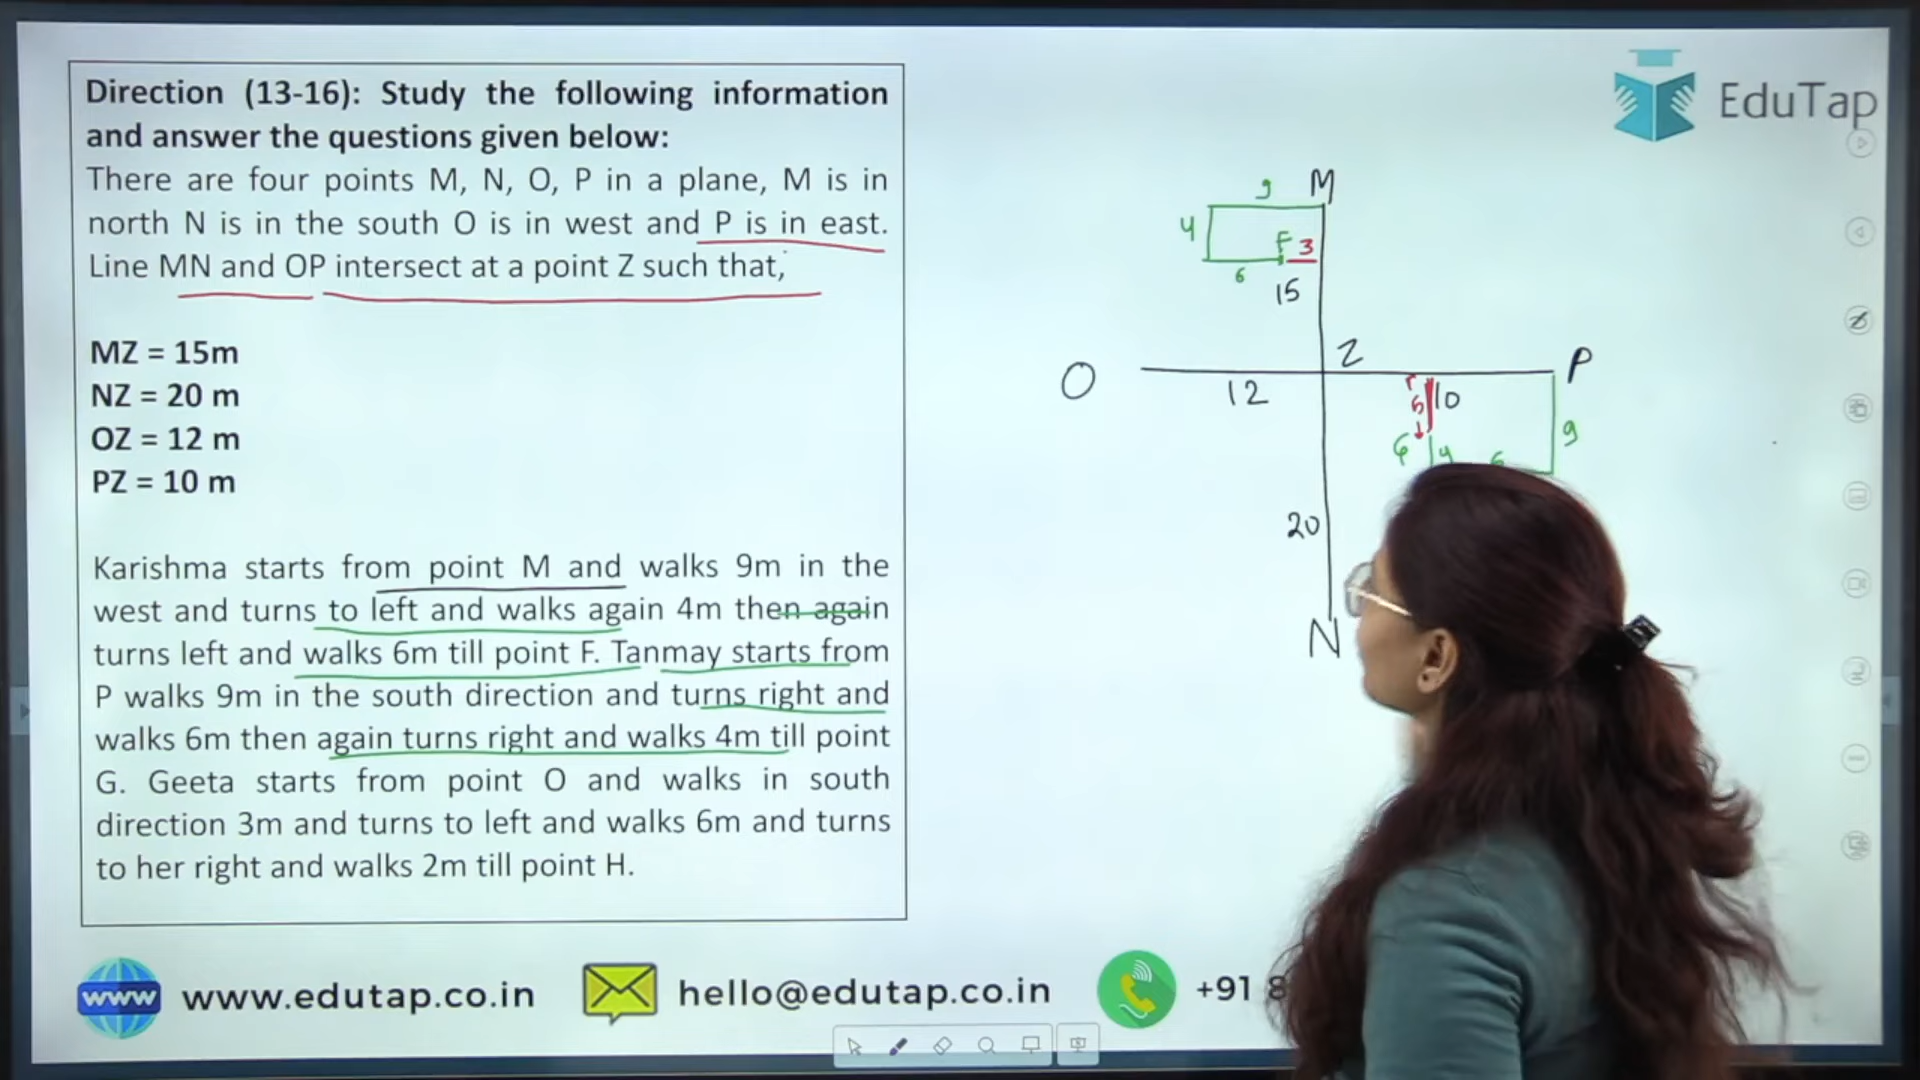 Direction (13-16): Study the following information
and answer the questions given below:
There are four points M, N, O, P in a plane, M is in
north N is in the south O is in west and P is in east.
Line MN and OP intersect at a point Z such that,
MZ = 15m
NZ = 20 m
OZ = 12 m
PZ = 10 m
Karishma starts from point M and walks 9m in the
west and turns to left and walks again 4m then again
turns left and walks 6m till point F. Tanmay starts from
P walks 9m in the south direction and turns right and
walks 6m then again turns right and walks 4m till point
G. Geeta starts from point O and walks in south
direction 3m and turns to left and walks 6m and turns
to her right and walks 2m till point H.
EduTap
9 M
4 F 3
6
15
Z
O P
12 5 10
9
G 4 6
20
N
www www.edutap.co.in hello@edutap.co.in +91 8